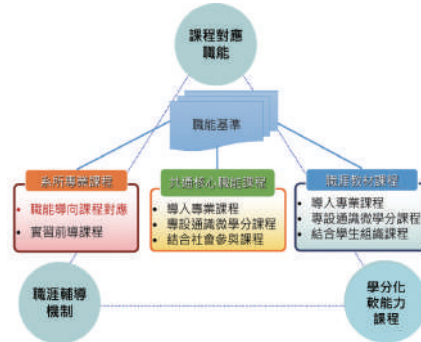 課程對應
職能
職能基準
系所專業課程
職能導向課程對應
實習前導課程
共通核心職能課程
導入專業課程
專設通識微學分課程
結合社會參與課程
職涯教材課程
導入專業課程
專設通識微學分課程
結合學生組織課程
職涯輔導
機制
學分化
軟能力
課程